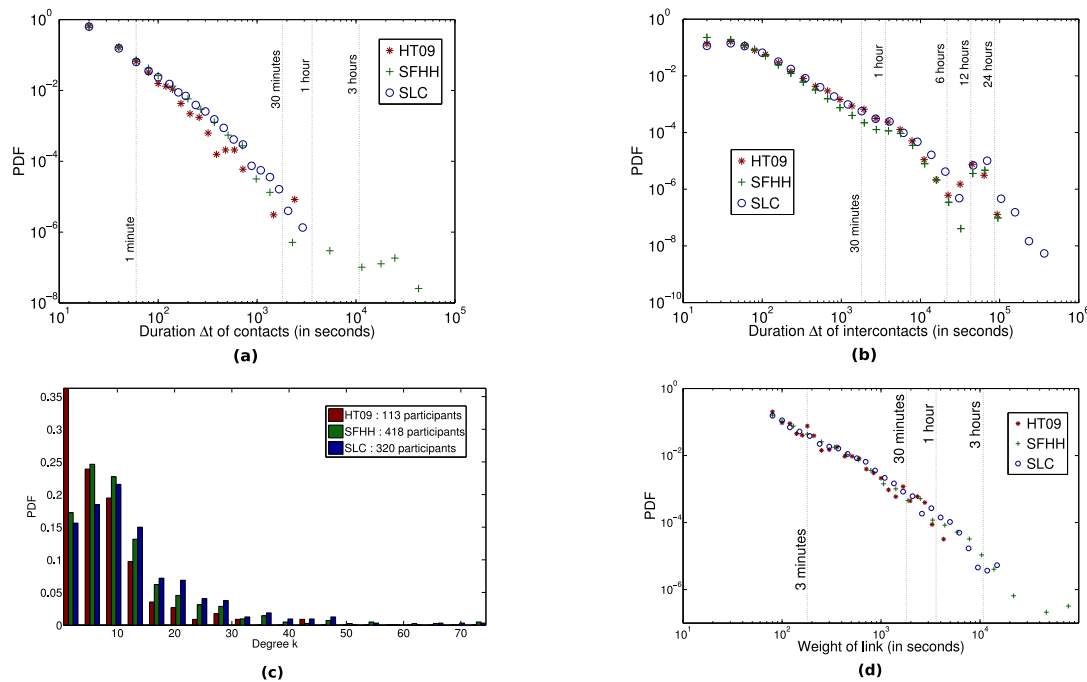 10^0
10^-2
10^-4
10^-6
10^-8
PDF
1 minute
30 minutes
1 hour
3 hours
HT09
SFHH
SLC
10^1
10^2
10^3
10^4
10^5
Duration Δt of contacts (in seconds)
(a)
10^0
10^-2
10^-4
10^-6
10^-8
10^-10
PDF
30 minutes
1 hour
6 hours
12 hours
24 hours
HT09
SFHH
SLC
10^1
10^2
10^3
10^4
10^5
10^6
Duration Δt of intercontacts (in seconds)
(b)
0.35
0.30
0.25
0.20
0.15
0.10
0.05
0
PDF
HT09 : 113 participants
SFHH : 418 participants
SLC : 320 participants
10
20
30
40
50
60
70
Degree k
(c)
10^0
10^-2
10^-4
10^-6
PDF
3 minutes
30 minutes
1 hour
3 hours
HT09
SFHH
SLC
10^1
10^2
10^3
10^4
Weight of link (in seconds)
(d)